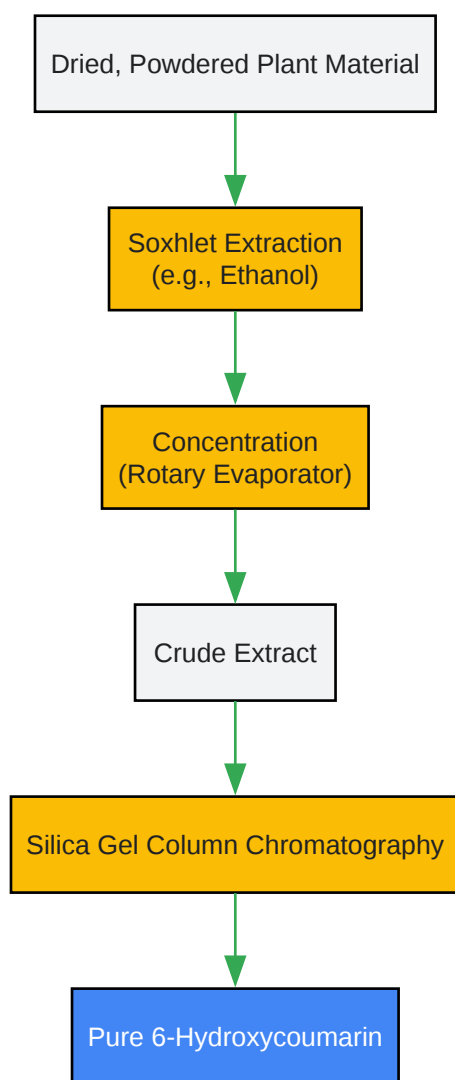 Dried, Powdered Plant Material
Soxhlet Extraction
(e.g., Ethanol)
Concentration
(Rotary Evaporator)
Crude Extract
Silica Gel Column Chromatography
Pure 6-Hydroxycoumarin